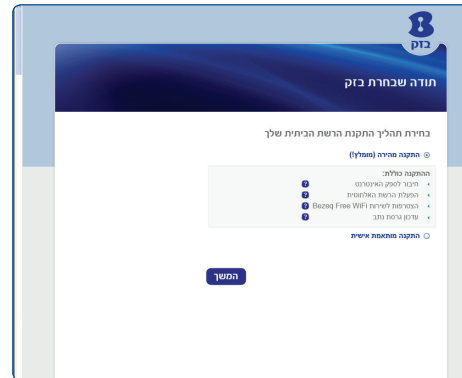 בזק
תודה שבחרת בזק
בחירת תהליך התקנת הרשת הביתית שלך
התקנה מהירה (מומלץ!)
ההתקנה כוללת:
חיבור לספק האינטרנט ?
הפעלת הרשת האלחוטית ?
הצטרפות לשירות Bezeq Free WiFi ?
עדכון גרסת נתב ?
התקנה מותאמת אישית
המשך